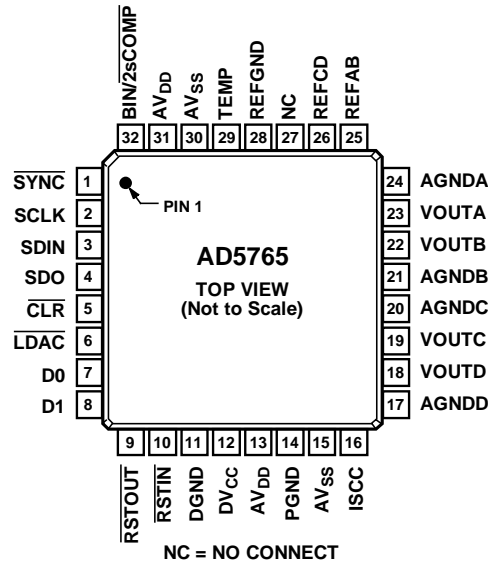 BIN/2sCOMP
AVDD
AVSS
TEMP
REFGND
NC
REFCD
REFAB
32 31 30 29 28 27 26 25
SYNC 1
SCLK 2
SDIN 3
SDO 4
CLR 5
LDAC 6
D0 7
D1 8
PIN 1
AD5765
TOP VIEW
(Not to Scale)
24 AGNDA
23 VOUTA
22 VOUTB
21 AGNDB
20 AGNDC
19 VOUTC
18 VOUTD
17 AGNDD
9 10 11 12 13 14 15 16
RSTOUT
RSTIN
DGND
DVCC
AVDD
PGND
AVSS
ISCC
NC = NO CONNECT